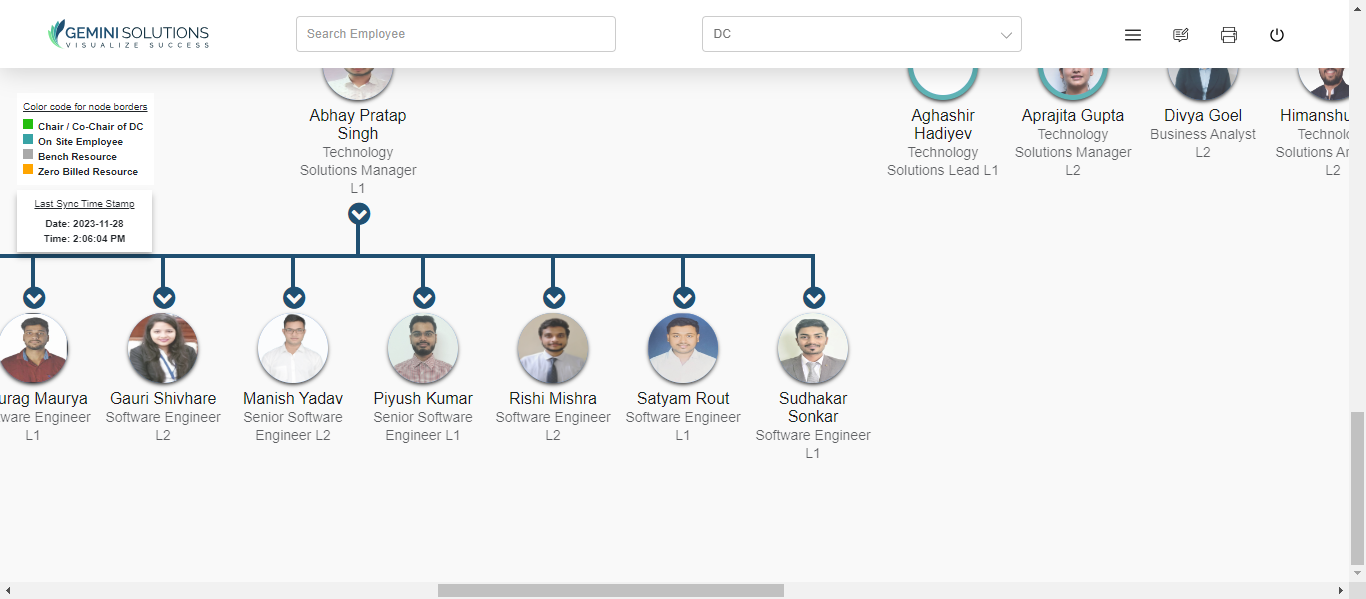 GEMINI SOLUTIONS
VISUALIZE SUCCESS
Search Employee
DC
Color code for node borders
Chair / Co-Chair of DC
On Site Employee
Bench Resource
Zero Billed Resource
Last Sync Time Stamp
Date: 2023-11-28
Time: 2:06:04 PM
Abhay Pratap
Singh
Technology
Solutions Manager
L1
Aghashir
Hadiyev
Technology
Solutions Lead L1
Aprajita Gupta
Technology
Solutions Manager
L2
Divya Goel
Business Analyst
L2
Himanshu
Technol
Solutions An
L2
urag Maurya
ware Engineer
L1
Gauri Shivhare
Software Engineer
L2
Manish Yadav
Senior Software
Engineer L2
Piyush Kumar
Senior Software
Engineer L1
Rishi Mishra
Software Engineer
L2
Satyam Rout
Software Engineer
L1
Sudhakar
Sonkar
Software Engineer
L1